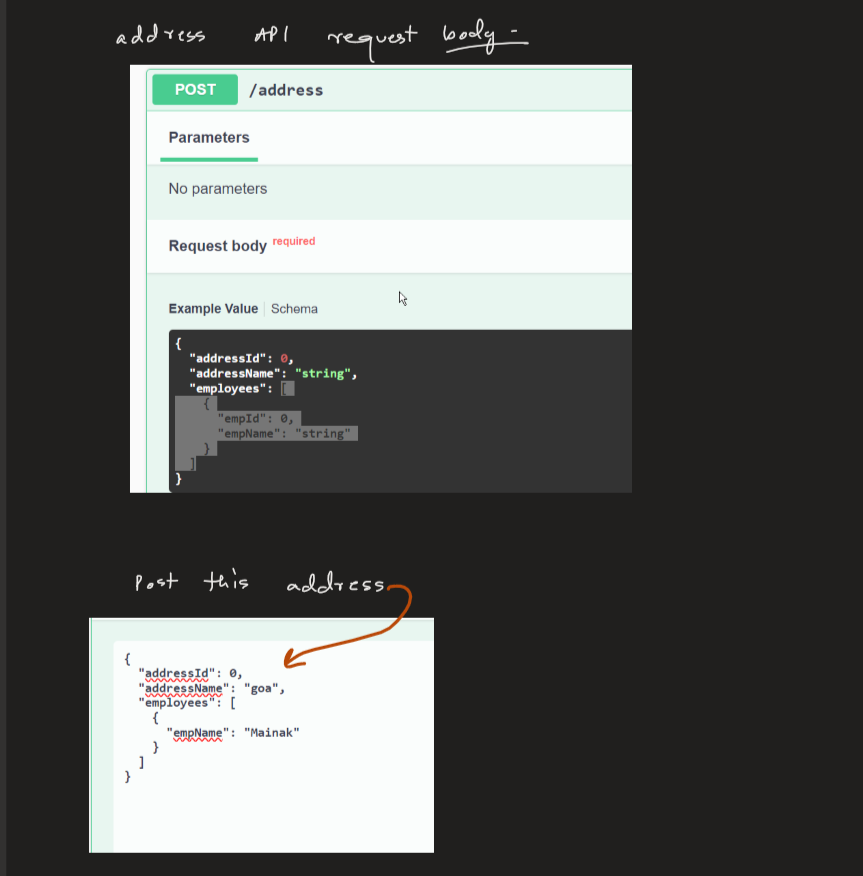 address API request body -
POST /address
Parameters
No parameters
Request body required
Example Value Schema
{
"addressId": 0,
"addressName": "string",
"employees": [
{
"empId": 0,
"empName": "string"
}
]
}
Post this address
{
"addressId": 0,
"addressName": "goa",
"employees": [
{
"empName": "Mainak"
}
]
}